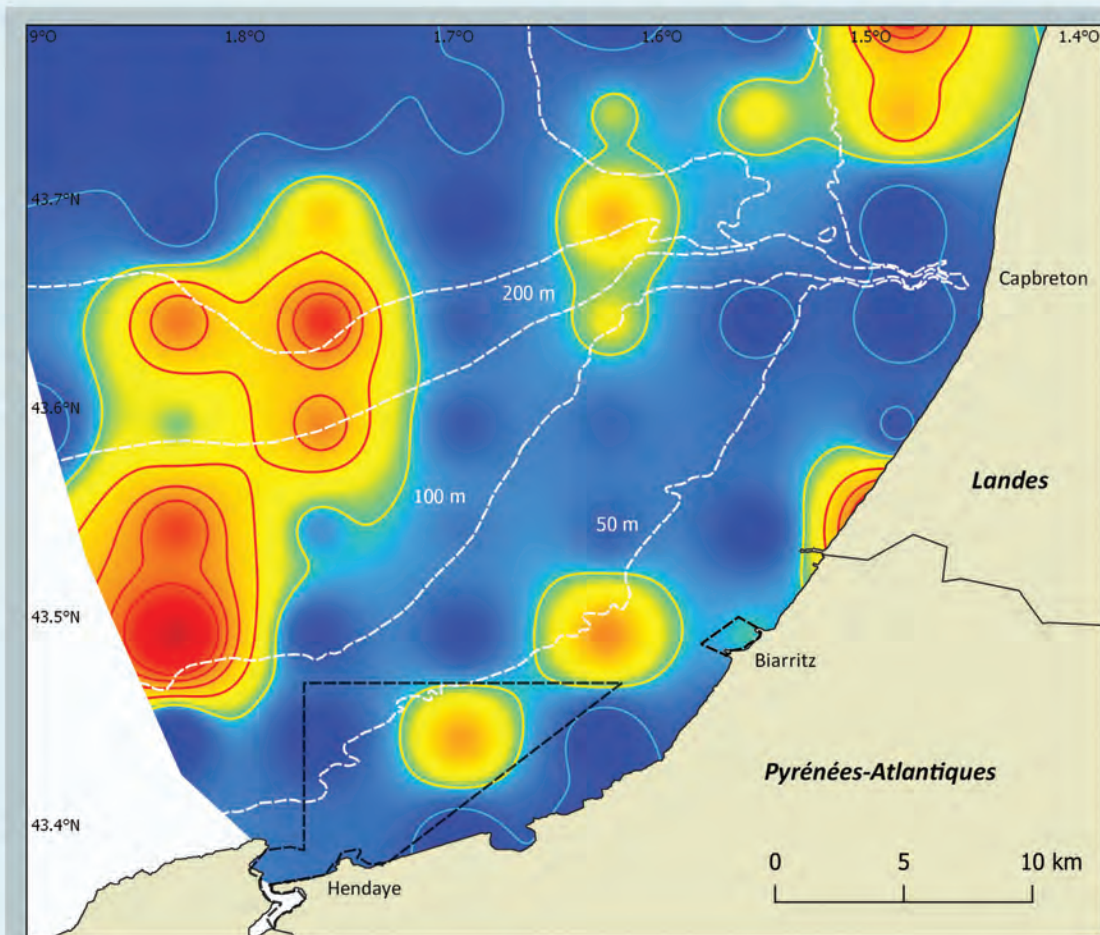 9°O
1.8°O
1.7°O
1.6°O
1.5°O
1.4°O
43.7°N
Capbreton
200 m
43.6°N
Landes
100 m
50 m
43.5°N
Biarritz
Pyrénées-Atlantiques
43.4°N
0 5 10 km
Hendaye